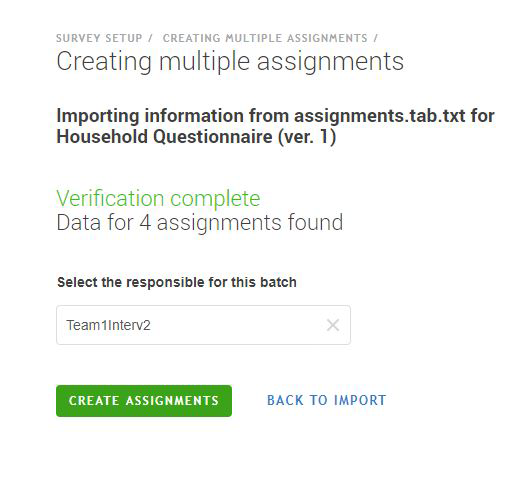 SURVEY SETUP / CREATING MULTIPLE ASSIGNMENTS /
Creating multiple assignments
Importing information from assignments.tab.txt for
Household Questionnaire (ver. 1)
Verification complete
Data for 4 assignments found
Select the responsible for this batch
Team1Interv2
CREATE ASSIGNMENTS BACK TO IMPORT